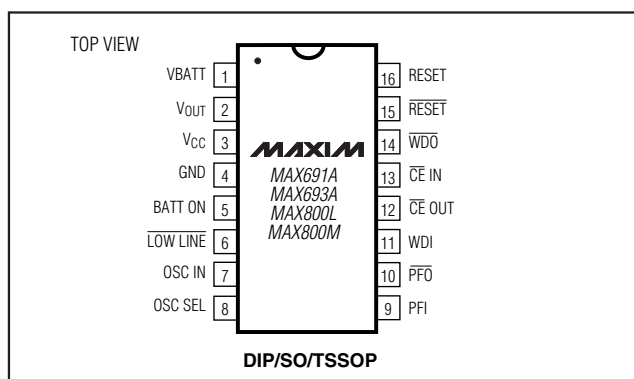 TOP VIEW
VBATT 1
VOUT 2
VCC 3
GND 4
BATT ON 5
LOW LINE 6
OSC IN 7
OSC SEL 8
MAXIM
MAX691A
MAX693A
MAX800L
MAX800M
16 RESET
15 RESET
14 WDO
13 CE IN
12 CE OUT
11 WDI
10 PFO
9 PFI
DIP/SO/TSSOP